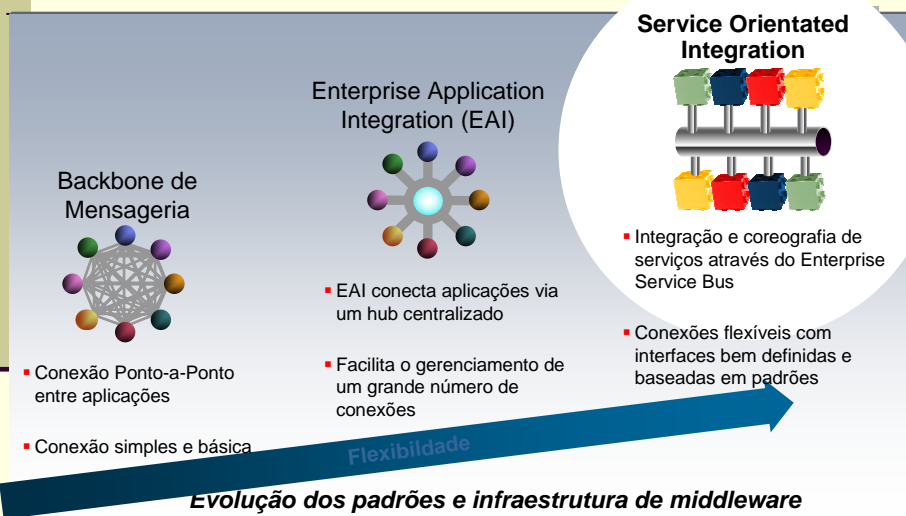 Service Orientated
Integration
Enterprise Application
Integration (EAI)
Backbone de
Mensageria
▪ Integração e coreografia de
serviços através do Enterprise
Service Bus
▪ Conexões flexíveis com
interfaces bem definidas e
baseadas em padrões
▪ EAI conecta aplicações via
um hub centralizado
▪ Facilita o gerenciamento de
um grande número de
conexões
▪ Conexão Ponto-a-Ponto
entre aplicações
▪ Conexão simples e básica
Flexibildade
Evolução dos padrões e infraestrutura de middleware